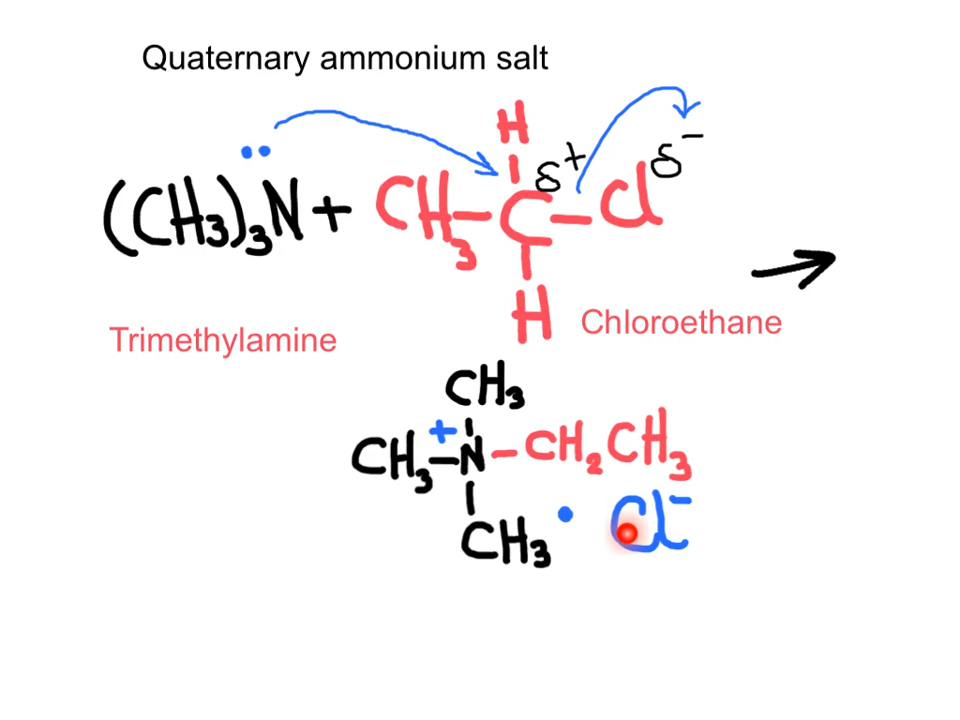 Quaternary ammonium salt
H
δ+ δ−
(CH3)3N + CH3−C−Cl
H
Trimethylamine
Chloroethane
CH3
CH3−N+−CH2CH3
CH3 • Cl−